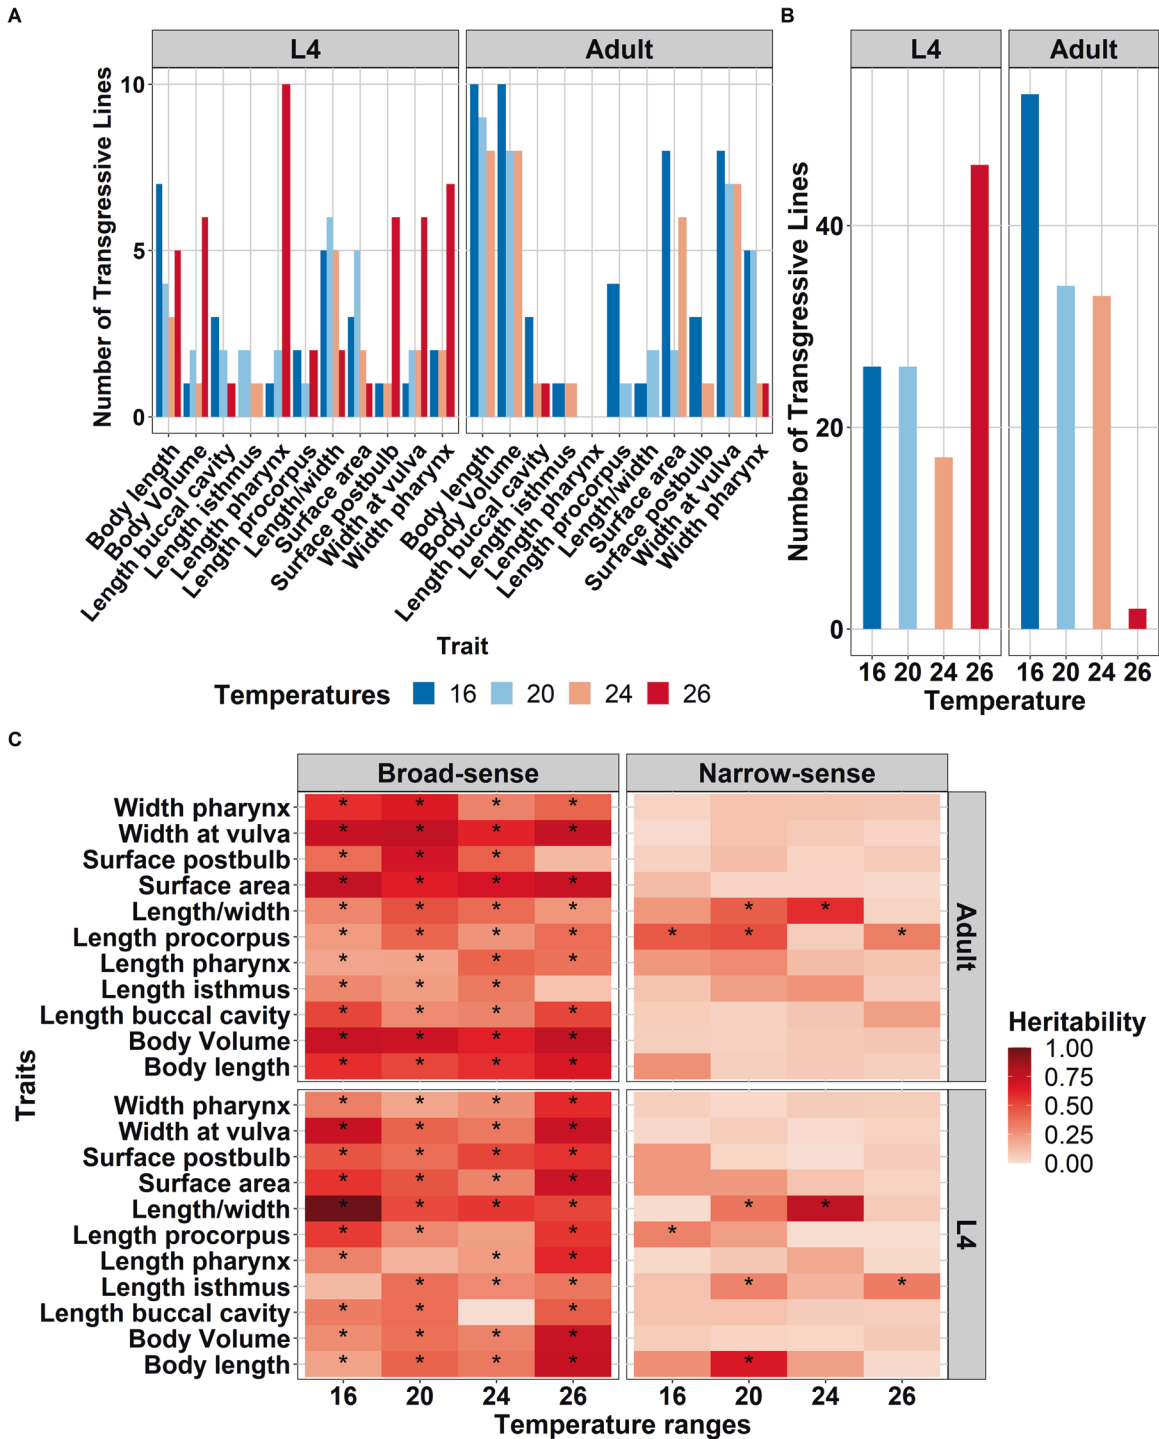 A
L4
Adult
Number of Transgressive Lines
10
5
0
Body length
Body Volume
Length buccal cavity
Length isthmus
Length pharynx
Length procorpus
Length/width
Surface area
Surface postbulb
Width at vulva
Width pharynx
Body length
Body Volume
Length buccal cavity
Length isthmus
Length pharynx
Length procorpus
Length/width
Surface area
Surface postbulb
Width at vulva
Width pharynx
Trait
Temperatures 16 20 24 26
B
L4
Adult
Number of Transgressive Lines
40
20
0
16 20 24 26 16 20 24 26
Temperature
C
Broad-sense
Narrow-sense
Traits
Width pharynx * * * *
Width at vulva * * * *
Surface postbulb * * *
Surface area * * * *
Length/width * * * * * *
Length procorpus * * * * * * *
Length pharynx * * * *
Length isthmus * * *
Length buccal cavity * * * *
Body Volume * * * *
Body length * * * *
Adult
Width pharynx * * * *
Width at vulva * * * *
Surface postbulb * * * *
Surface area * * * *
Length/width * * * * * *
Length procorpus * * * *
Length pharynx * * *
Length isthmus * * * * *
Length buccal cavity * * *
Body Volume * * * *
Body length * * * * *
L4
16 20 24 26 16 20 24 26
Temperature ranges
Heritability
1.00
0.75
0.50
0.25
0.00